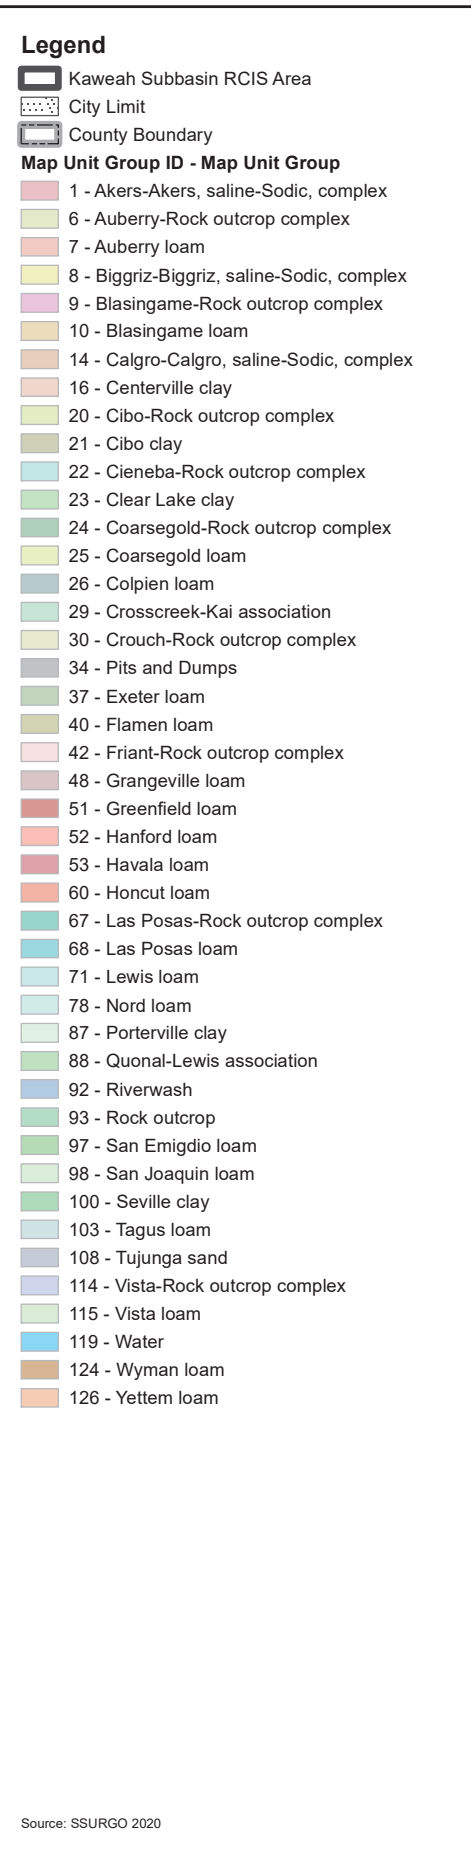 Legend
Kaweah Subbasin RCIS Area
City Limit
County Boundary
Map Unit Group ID - Map Unit Group
1 - Akers-Akers, saline-Sodic, complex
6 - Auberry-Rock outcrop complex
7 - Auberry loam
8 - Biggriz-Biggriz, saline-Sodic, complex
9 - Blasingame-Rock outcrop complex
10 - Blasingame loam
14 - Calgro-Calgro, saline-Sodic, complex
16 - Centerville clay
20 - Cibo-Rock outcrop complex
21 - Cibo clay
22 - Cieneba-Rock outcrop complex
23 - Clear Lake clay
24 - Coarsegold-Rock outcrop complex
25 - Coarsegold loam
26 - Colpien loam
29 - Crosscreek-Kai association
30 - Crouch-Rock outcrop complex
34 - Pits and Dumps
37 - Exeter loam
40 - Flamen loam
42 - Friant-Rock outcrop complex
48 - Grangeville loam
51 - Greenfield loam
52 - Hanford loam
53 - Havala loam
60 - Honcut loam
67 - Las Posas-Rock outcrop complex
68 - Las Posas loam
71 - Lewis loam
78 - Nord loam
87 - Porterville clay
88 - Quonal-Lewis association
92 - Riverwash
93 - Rock outcrop
97 - San Emigdio loam
98 - San Joaquin loam
100 - Seville clay
103 - Tagus loam
108 - Tujunga sand
114 - Vista-Rock outcrop complex
115 - Vista loam
119 - Water
124 - Wyman loam
126 - Yettem loam
Source: SSURGO 2020